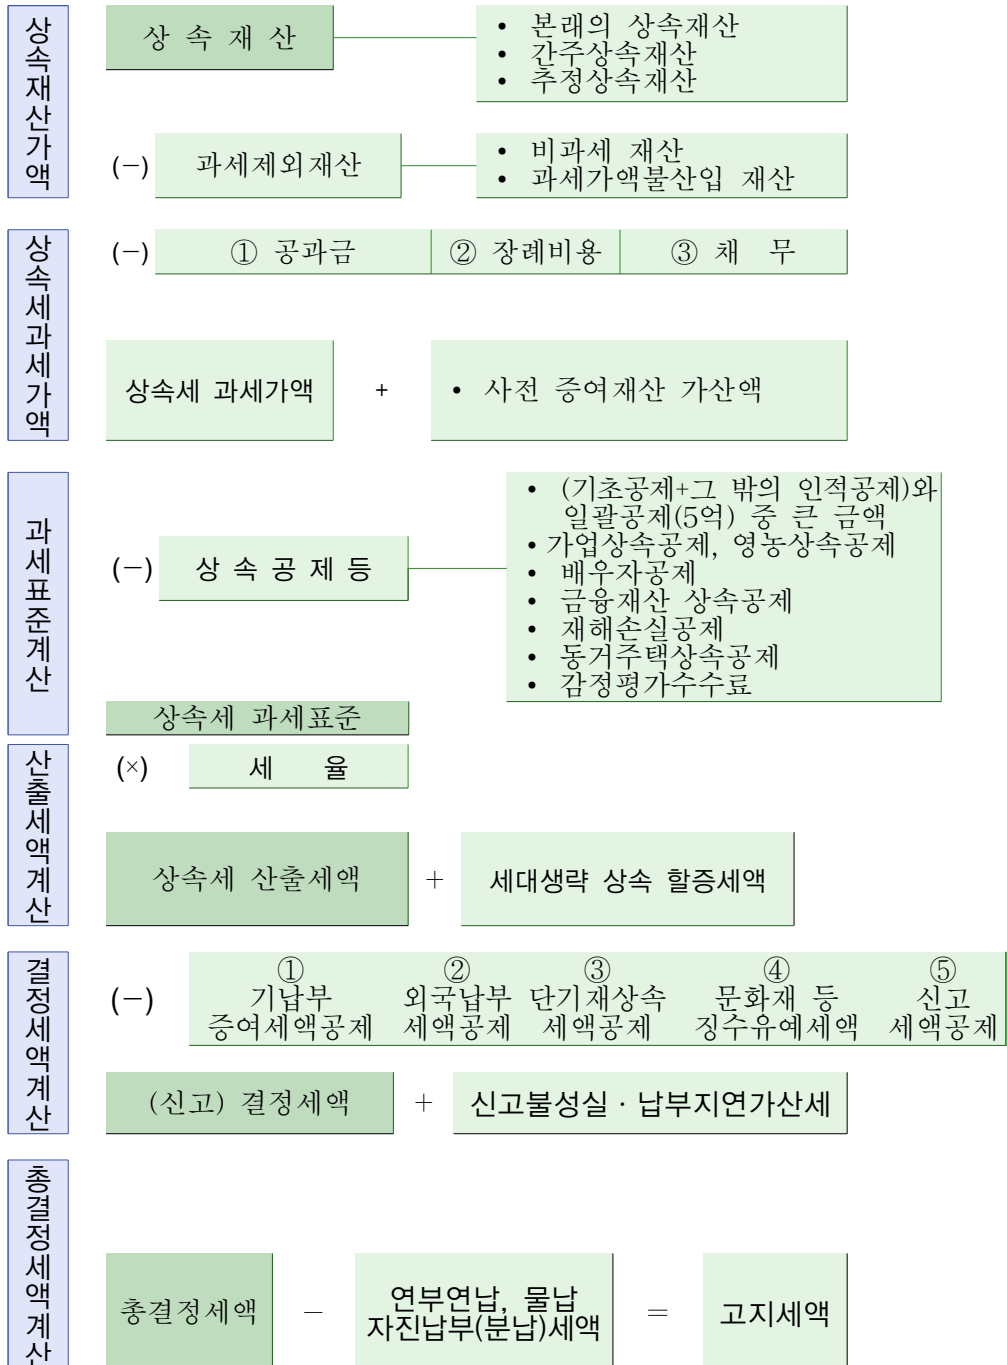 상속재산가액
상 속 재 산
• 본래의 상속재산
• 간주상속재산
• 추정상속재산
(−) 과세제외재산
• 비과세 재산
• 과세가액불산입 재산
상속세과세가액
(−) ① 공과금 ② 장례비용 ③ 채 무
상속세 과세가액 + • 사전 증여재산 가산액
과세표준계산
(−) 상 속 공 제 등
• (기초공제+그 밖의 인적공제)와
일괄공제(5억) 중 큰 금액
• 가업상속공제, 영농상속공제
• 배우자공제
• 금융재산 상속공제
• 재해손실공제
• 동거주택상속공제
• 감정평가수수료
상속세 과세표준
산출세액계산
(×) 세 율
상속세 산출세액 + 세대생략 상속 할증세액
결정세액계산
(−) ① ② ③ ④ ⑤
기납부 외국납부 단기재상속 문화재 등 신고
증여세액공제 세액공제 세액공제 징수유예세액 세액공제
(신고) 결정세액 + 신고불성실 · 납부지연가산세
총결정세액계산
총결정세액 − 연부연납, 물납
자진납부(분납)세액 = 고지세액